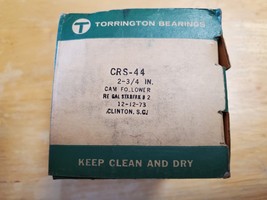 TORRINGTON BEARINGS
CRS-44
2-3/4 IN.
CAM FOLLOWER
12-12-73
CLINTON, S.C.
KEEP CLEAN AND DRY